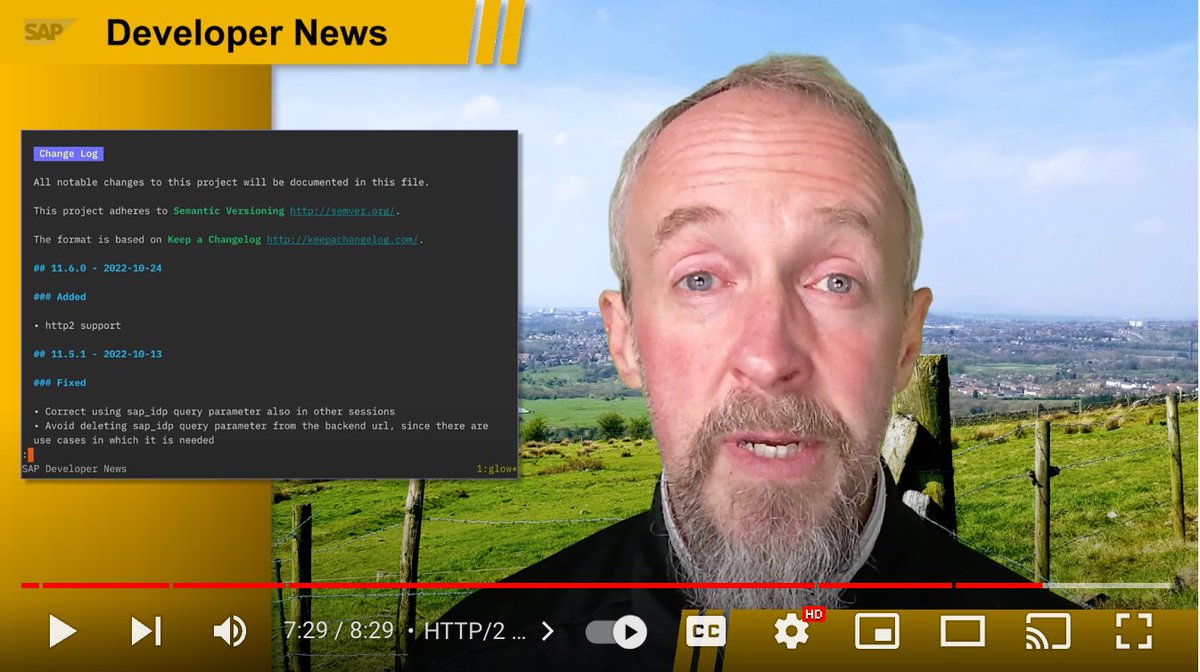 SAP
Developer News
Change Log
All notable changes to this project will be documented in this file.
This project adheres to Semantic Versioning http://semver.org/.
The format is based on Keep a Changelog http://keepachangelog.com/.
## 11.6.0 - 2022-10-24
### Added
• http2 support
## 11.5.1 - 2022-10-13
### Fixed
• Correct using sap_idp query parameter also in other sessions
• Avoid deleting sap_idp query parameter from the backend url, since there are
use cases in which it is needed
:
SAP Developer News 1:glow*
7:29 / 8:29 • HTTP/2 ... >
CC
HD